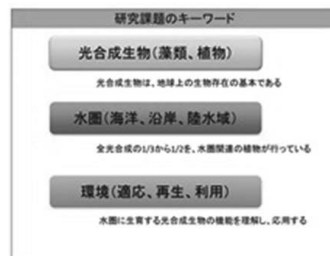 研究課題のキーワード
光合成生物(藻類、植物)
光合成生物は、地球上の生物存在の基本である
水圏(海洋、沿岸、陸水域)
全光合成の1/3から1/2を、水圏関連の植物が行っている
環境(適応、再生、利用)
水圏に生育する光合成生物の機能を理解し、応用する